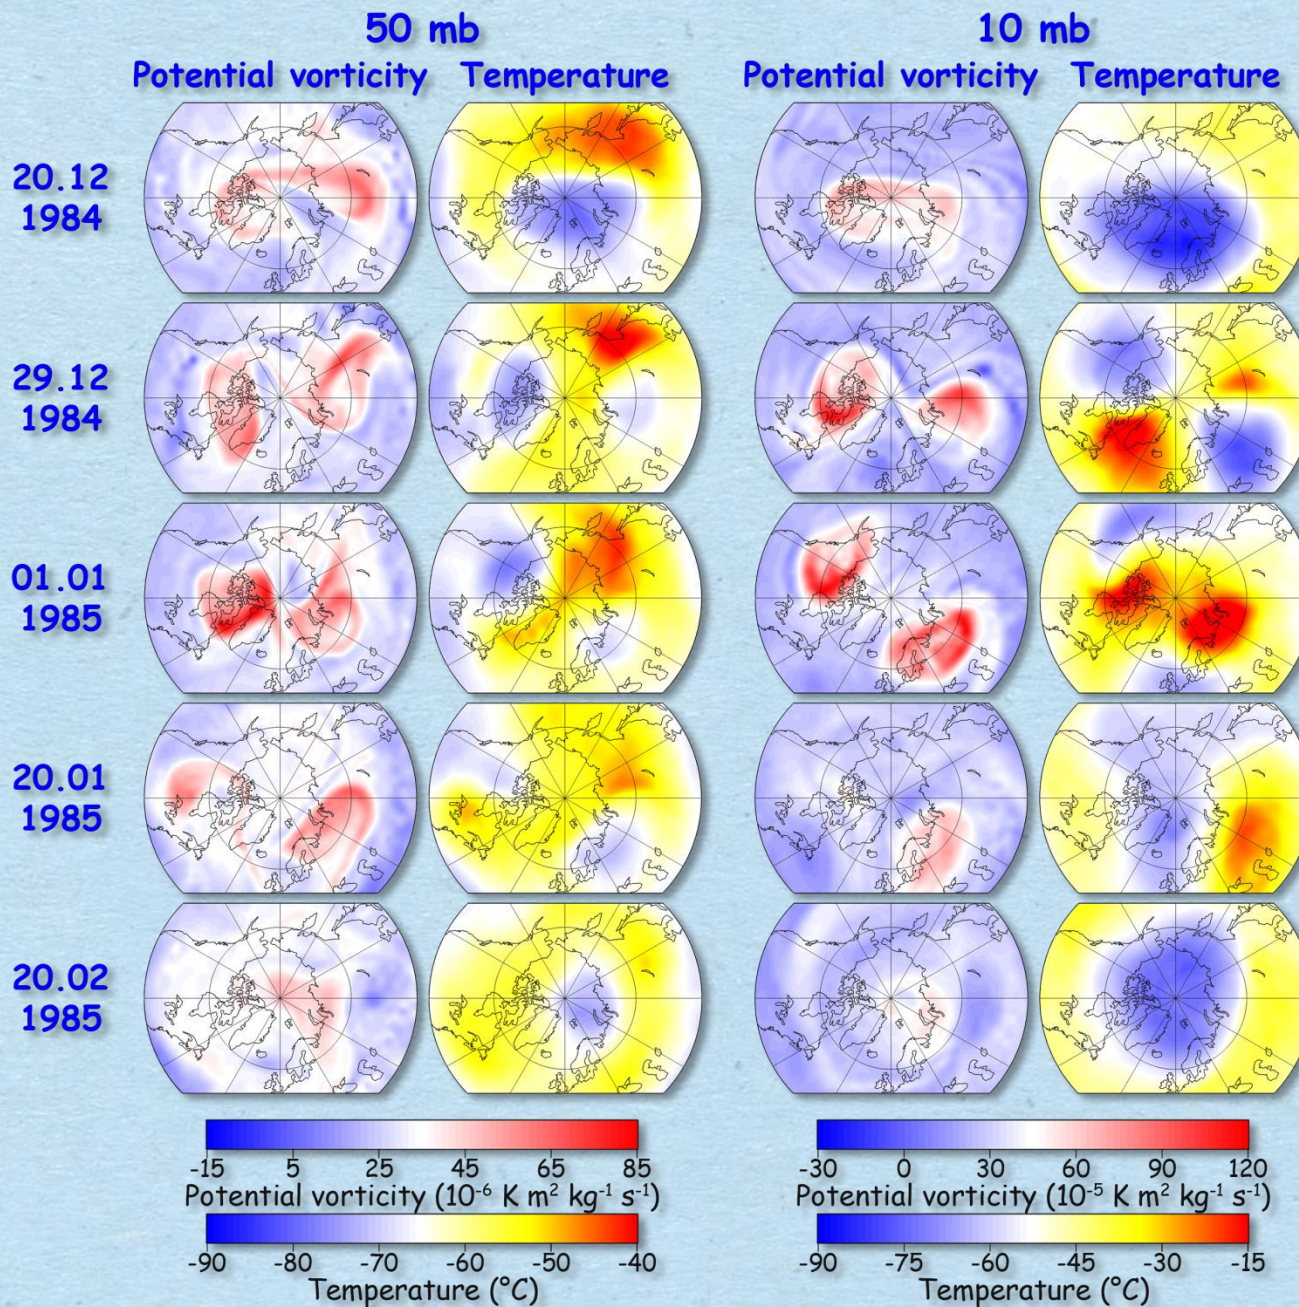 50 mb 10 mb
Potential vorticity Temperature Potential vorticity Temperature
20.12
1984
29.12
1984
01.01
1985
20.01
1985
20.02
1985
-15 5 25 45 65 85
Potential vorticity (10⁻⁶ K m² kg⁻¹ s⁻¹)
-90 -80 -70 -60 -50 -40
Temperature (°C)
-30 0 30 60 90 120
Potential vorticity (10⁻⁵ K m² kg⁻¹ s⁻¹)
-90 -75 -60 -45 -30 -15
Temperature (°C)